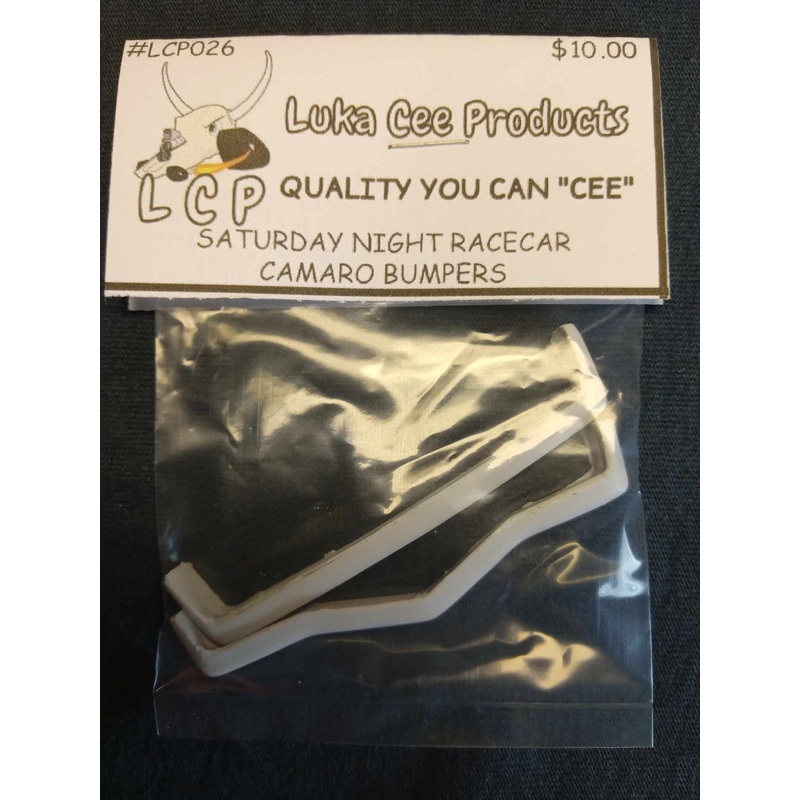 #LCP026
$10.00
Luka Cee Products
LCP
QUALITY YOU CAN "CEE"
SATURDAY NIGHT RACECAR
CAMARO BUMPERS